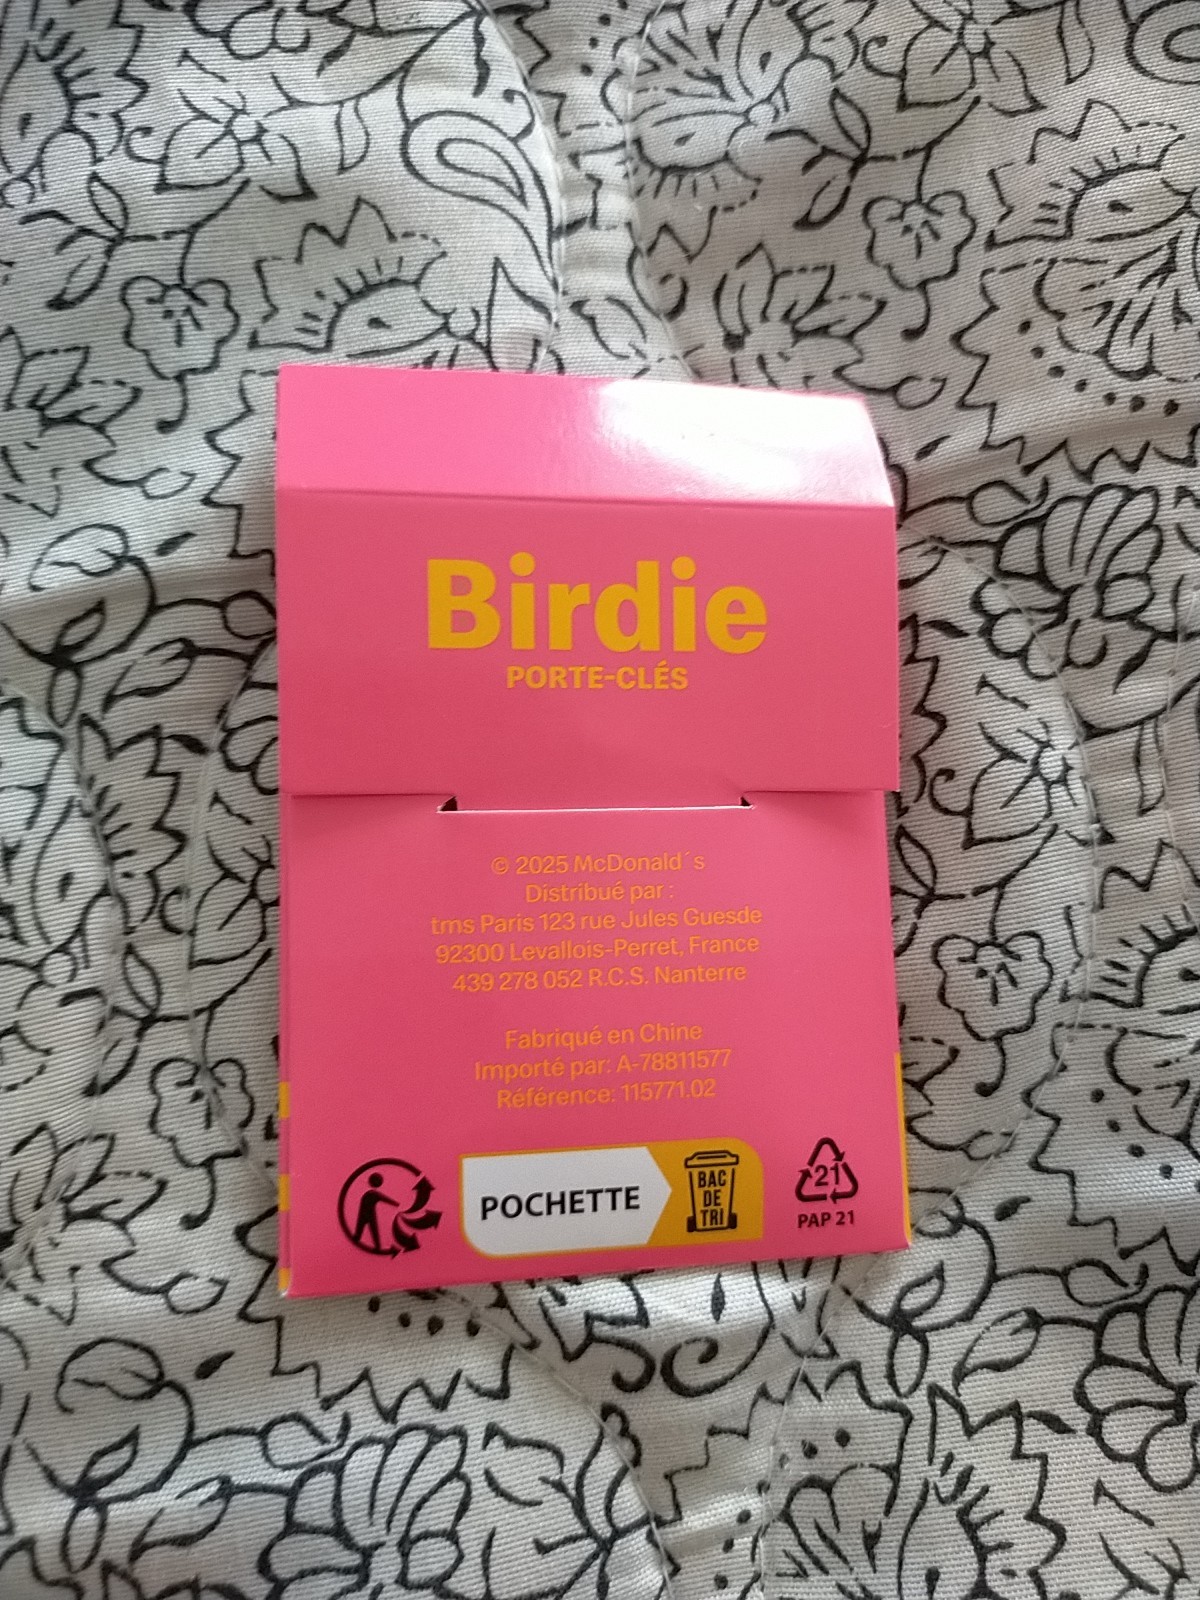 Birdie
PORTE-CLÉS
© 2025 McDonald´s
Distribué par :
tms Paris 123 rue Jules Guesde
92300 Levallois-Perret, France
439 278 052 R.C.S. Nanterre
Fabriqué en Chine
Importé par: A-78811577
Référence: 115771.02
POCHETTE
BAC
DE
TRI
21
PAP 21